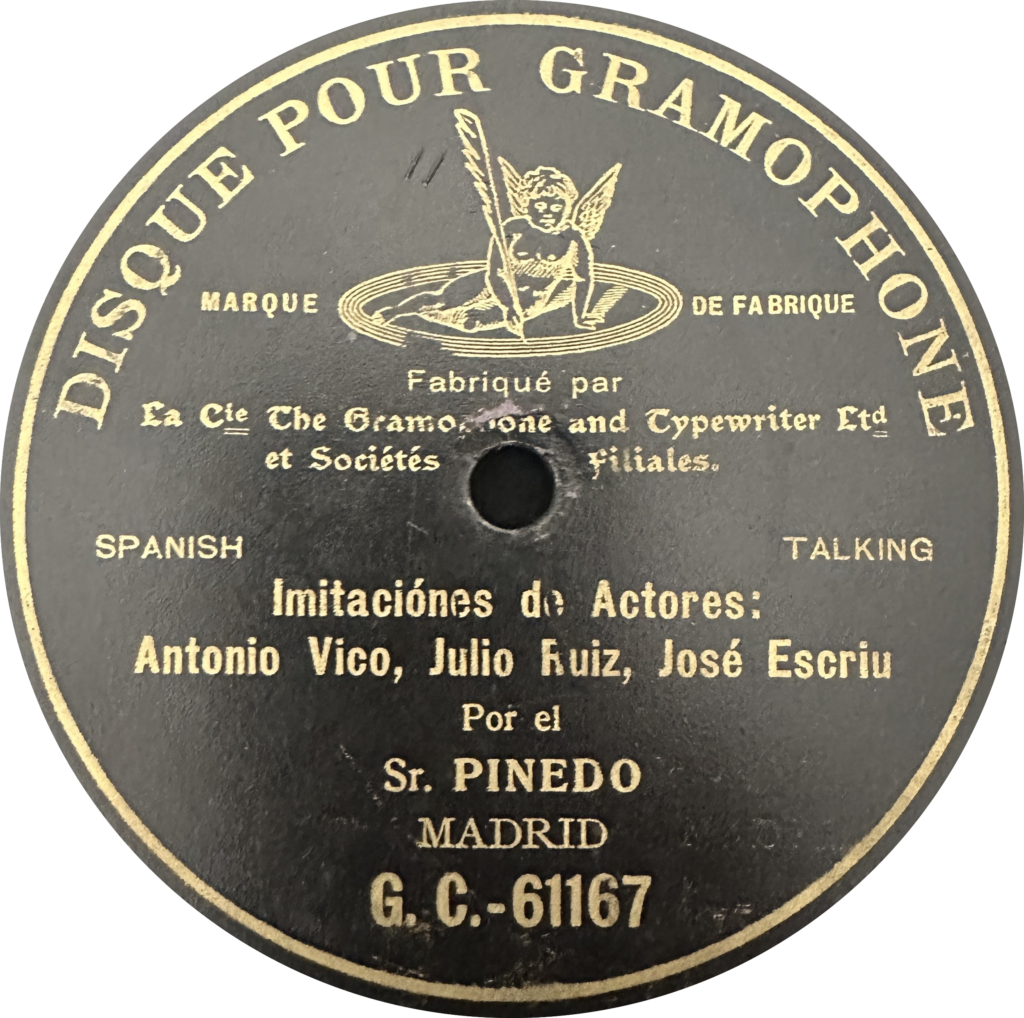 DISQUE POUR GRAMOPHONE
MARQUE DE FABRIQUE
Fabriqué par
La Cie The Gramophone and Typewriter Ltd
et Sociétés Filiales.
SPANISH TALKING
Imitaciónes de Actores:
Antonio Vico, Julio Ruiz, José Escriu
Por el
Sr. PINEDO
MADRID
G. C.-61167